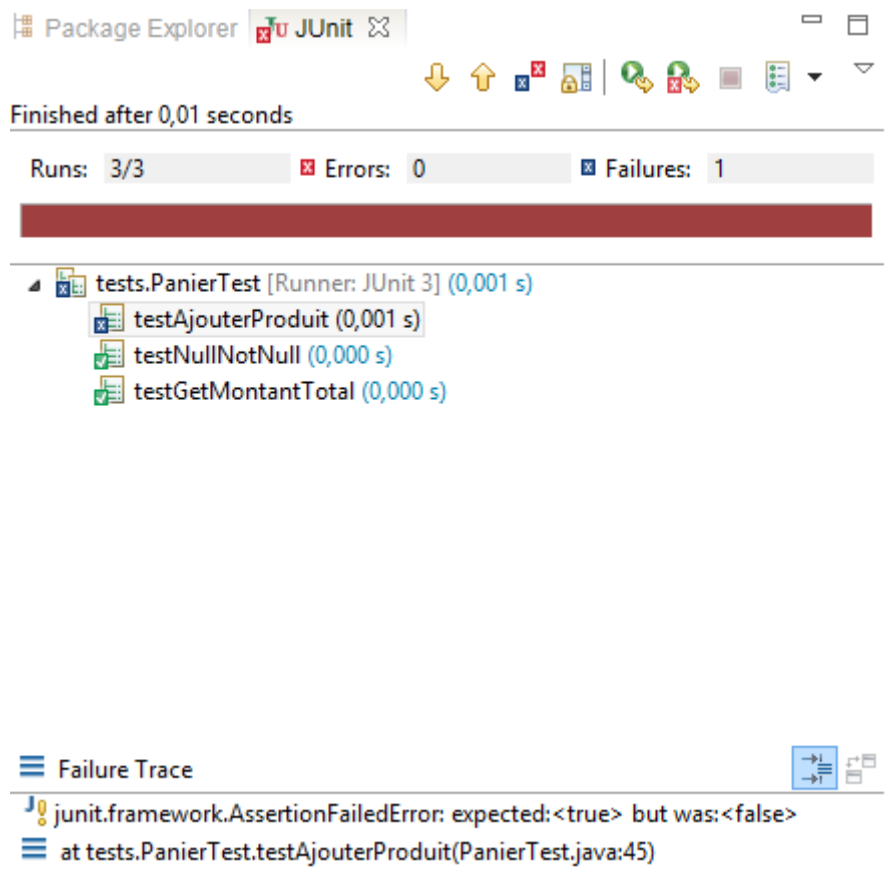 Package Explorer JUnit
Finished after 0,01 seconds
Runs: 3/3 Errors: 0 Failures: 1
tests.PanierTest [Runner: JUnit 3] (0,001 s)
testAjouterProduit (0,001 s)
testNullNotNull (0,000 s)
testGetMontantTotal (0,000 s)
Failure Trace
junit.framework.AssertionFailedError: expected:<true> but was:<false>
at tests.PanierTest.testAjouterProduit(PanierTest.java:45)